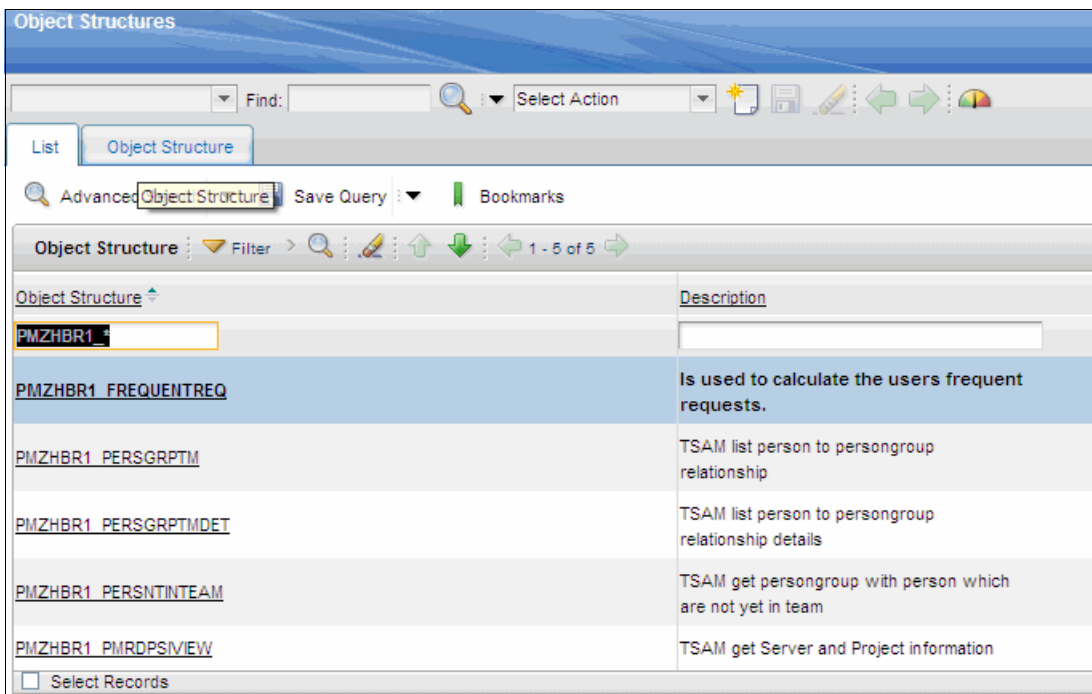 Object Structures
Find: Select Action
List Object Structure
Advanced Object Structure Save Query Bookmarks
Object Structure Filter 1 - 5 of 5
Object Structure Description
PMZHBR1_*
PMZHBR1_FREQUENTREQ
Is used to calculate the users frequent
requests.
PMZHBR1_PERSGRPTM
TSAM list person to persongroup
relationship
PMZHBR1_PERSGRPTMDET
TSAM list person to persongroup
relationship details
PMZHBR1_PERSNTINTEAM
TSAM get persongroup with person which
are not yet in team
PMZHBR1_PMRDPSIVIEW
TSAM get Server and Project information
Select Records